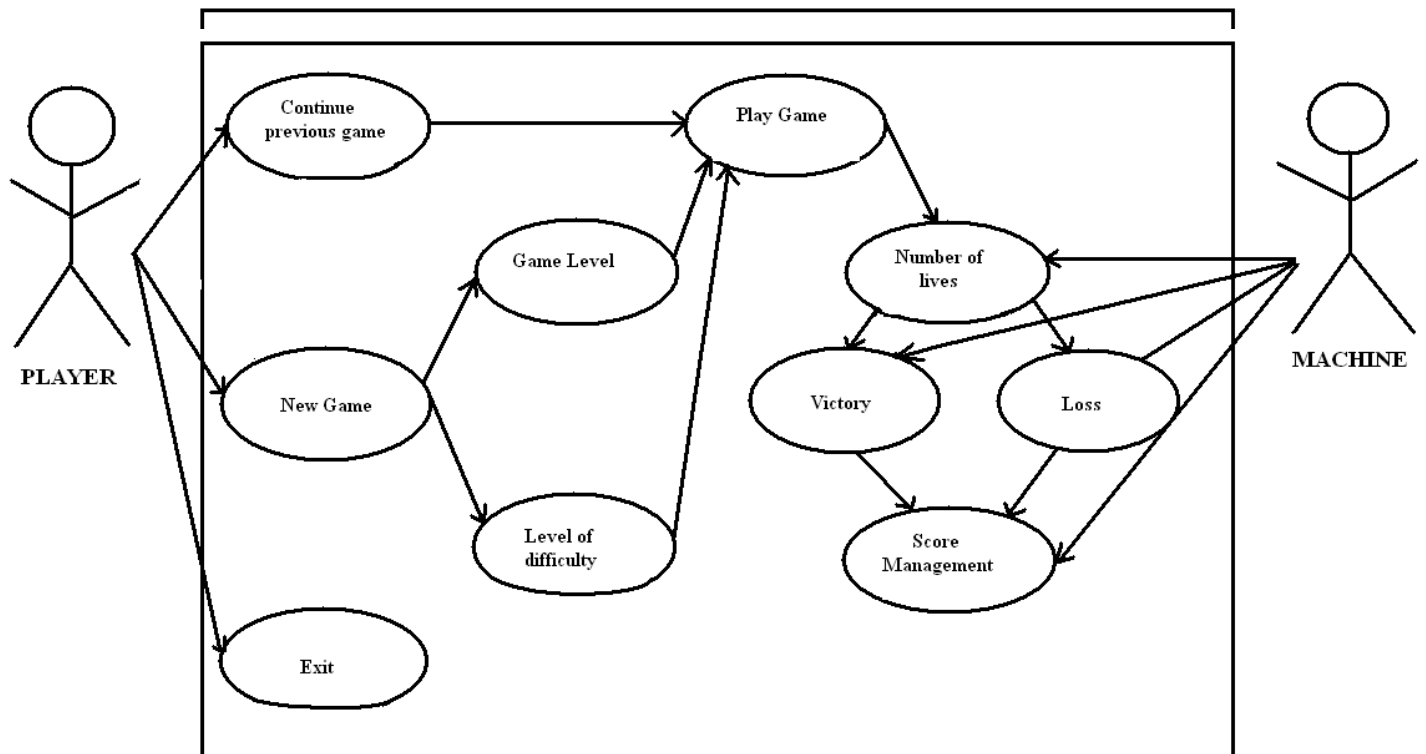 Continue
previous game
Play Game
Game Level
Number of
lives
PLAYER
MACHINE
New Game
Victory
Loss
Level of
difficulty
Score
Management
Exit